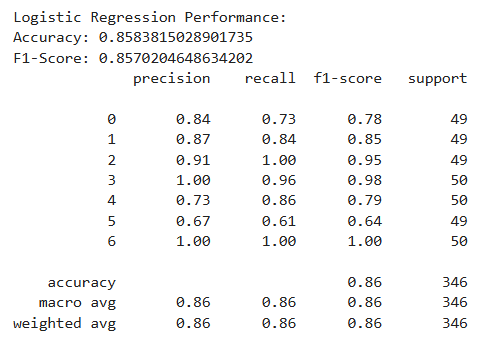 Logistic Regression Performance:
Accuracy: 0.8583815028901735
F1-Score: 0.8570204648634202
precision recall f1-score support
0 0.84 0.73 0.78 49
1 0.87 0.84 0.85 49
2 0.91 1.00 0.95 49
3 1.00 0.96 0.98 50
4 0.73 0.86 0.79 50
5 0.67 0.61 0.64 49
6 1.00 1.00 1.00 50
accuracy 0.86 346
macro avg 0.86 0.86 0.86 346
weighted avg 0.86 0.86 0.86 346